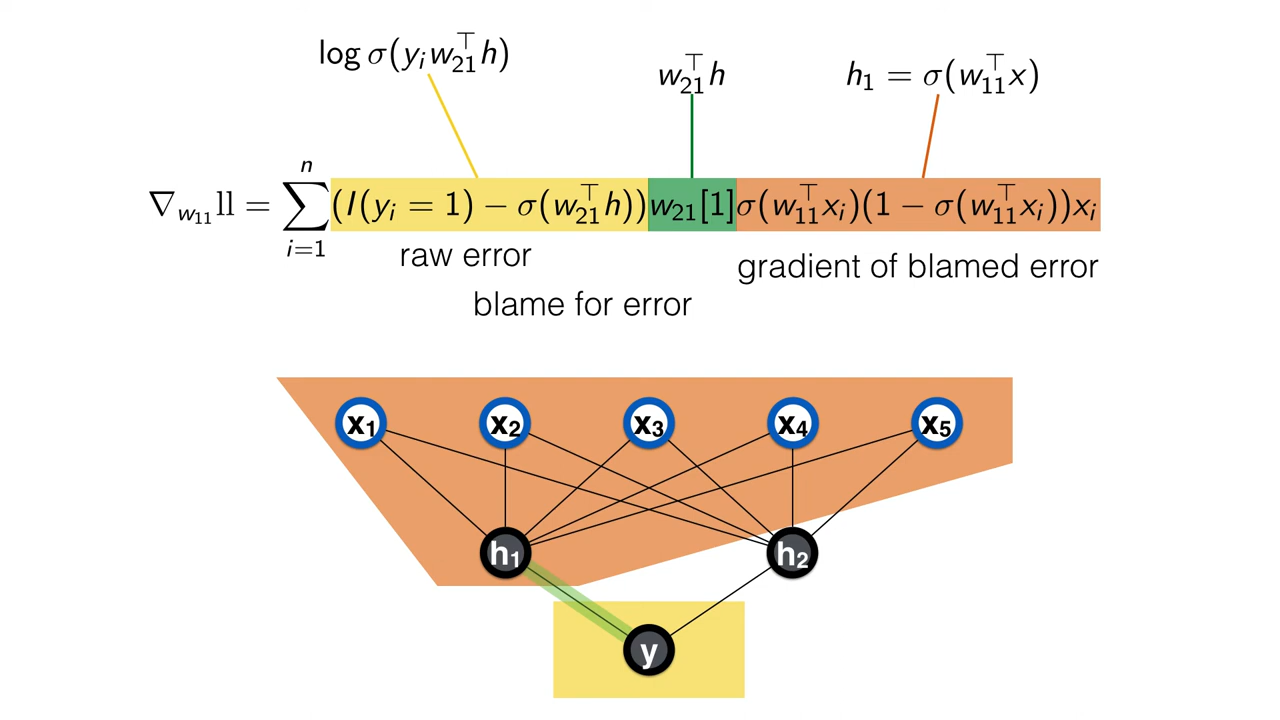 log σ(y_i w_21^⊤ h)
w_21^⊤ h
h_1 = σ(w_11^⊤ x)
∇_{w_11} ll = ∑_{i=1}^{n} (I(y_i = 1) − σ(w_21^⊤ h)) w_21[1] σ(w_11^⊤ x_i)(1 − σ(w_11^⊤ x_i)) x_i
raw error
gradient of blamed error
blame for error
x₁ x₂ x₃ x₄ x₅
h₁ h₂
y